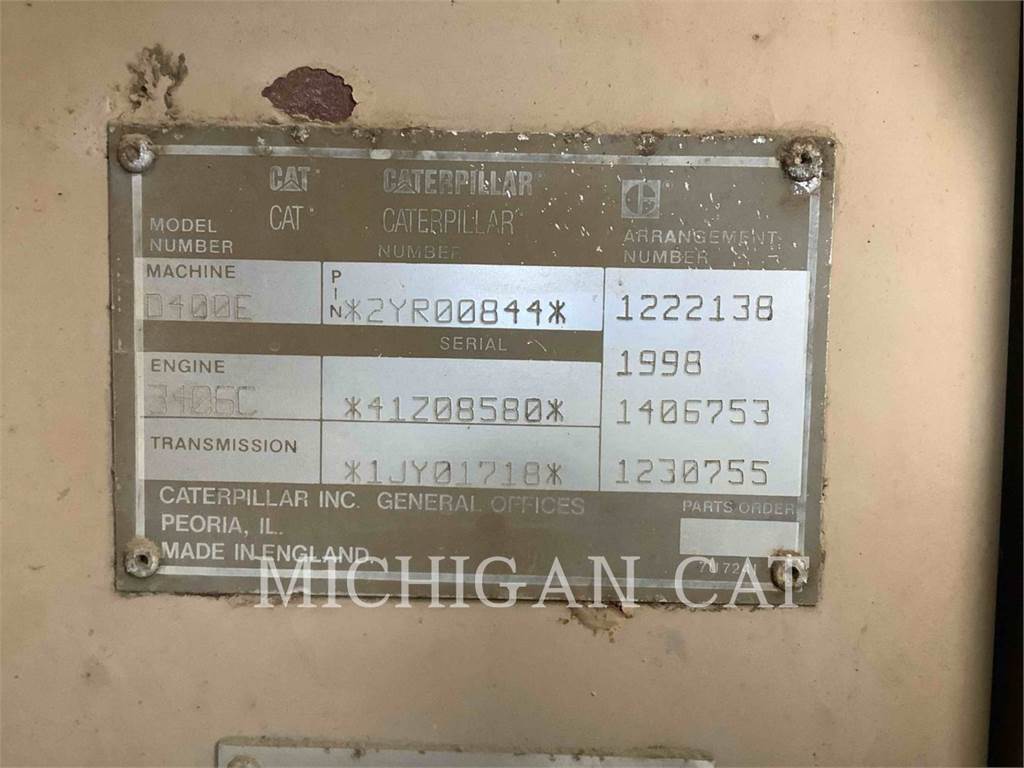 CAT® CATERPILLAR®
CAT® CATERPILLAR®
MODEL NUMBER NUMBER ARRANGEMENT NUMBER
MACHINE
D400E PIN *2YR00844* 1222138
SERIAL
1998
ENGINE
3406C *41Z08580* 1406753
TRANSMISSION
*1JY01718* 1230755
CATERPILLAR INC. GENERAL OFFICES
PARTS ORDER
PEORIA, IL.
MADE IN ENGLAND
MICHIGAN CAT